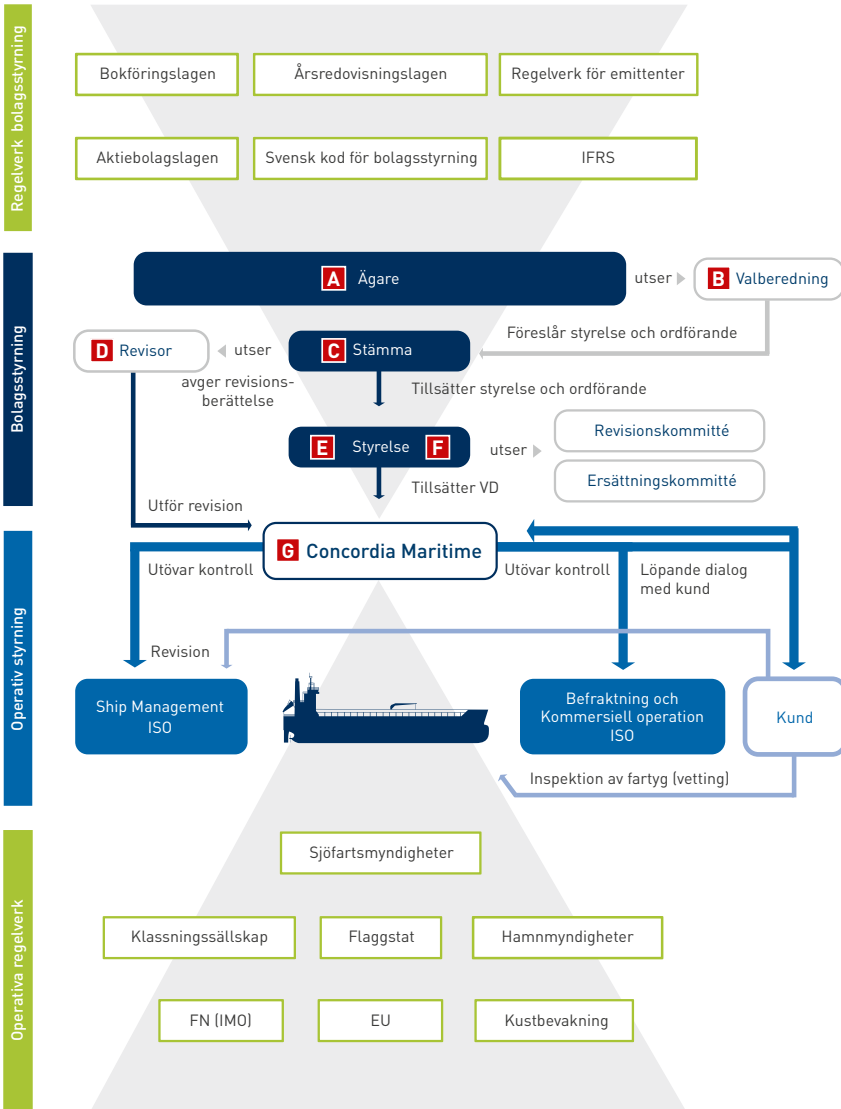 Regelverk bolagsstyrning
Bokföringslagen
Årsredovisningslagen
Regelverk för emittenter
Aktiebolagslagen
Svensk kod för bolagsstyrning
IFRS
Bolagsstyrning
A Ägare
utser
B Valberedning
Föreslår styrelse och ordförande
D Revisor
utser
C Stämma
avger revisions-
berättelse
Tillsätter styrelse och ordförande
E Styrelse F
utser
Revisionskommitté
Ersättningskommitté
Tillsätter VD
Utför revision
Operativ styrning
G Concordia Maritime
Utövar kontroll
Utövar kontroll
Löpande dialog
med kund
Revision
Ship Management
ISO
Befraktning och
Kommersiell operation
ISO
Kund
Inspektion av fartyg (vetting)
Operativa regelverk
Sjöfartsmyndigheter
Klassningssällskap
Flaggstat
Hamnmyndigheter
FN (IMO)
EU
Kustbevakning